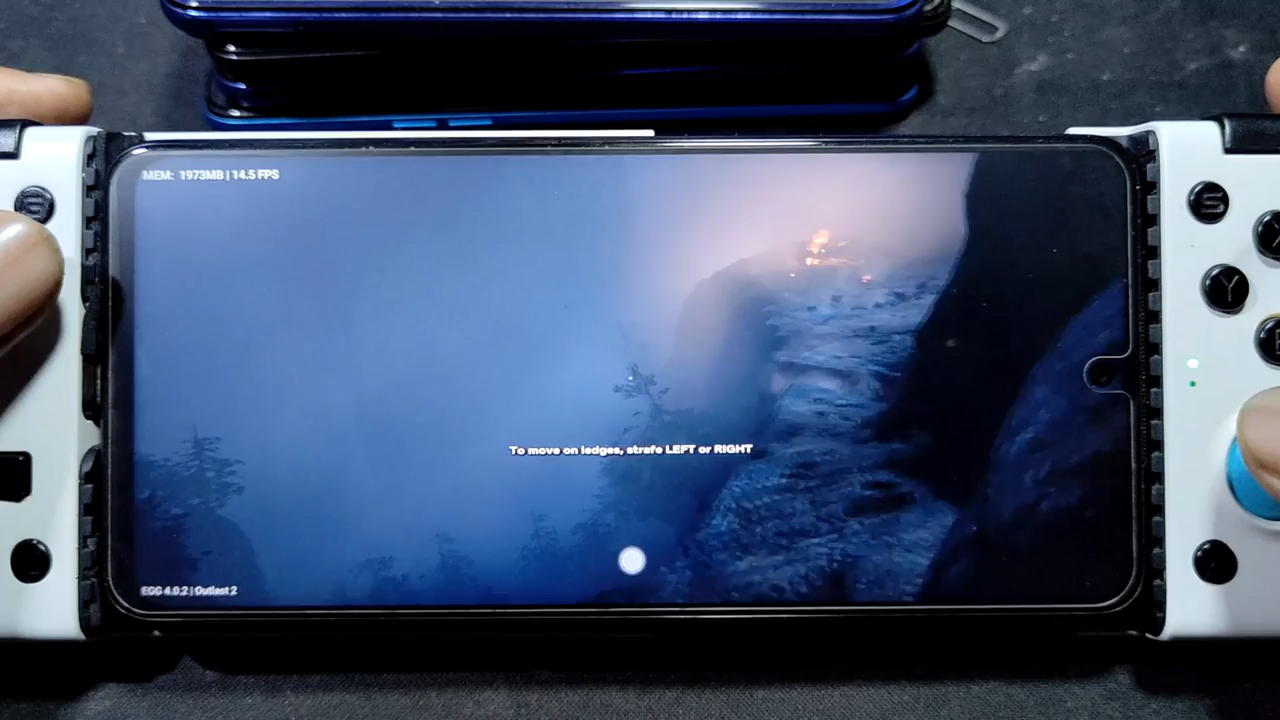 MEM: 1973MB | 14.5 FPS
S
Y
To move on ledges, strafe LEFT or RIGHT
EGG 4.0.2 | Outlast 2